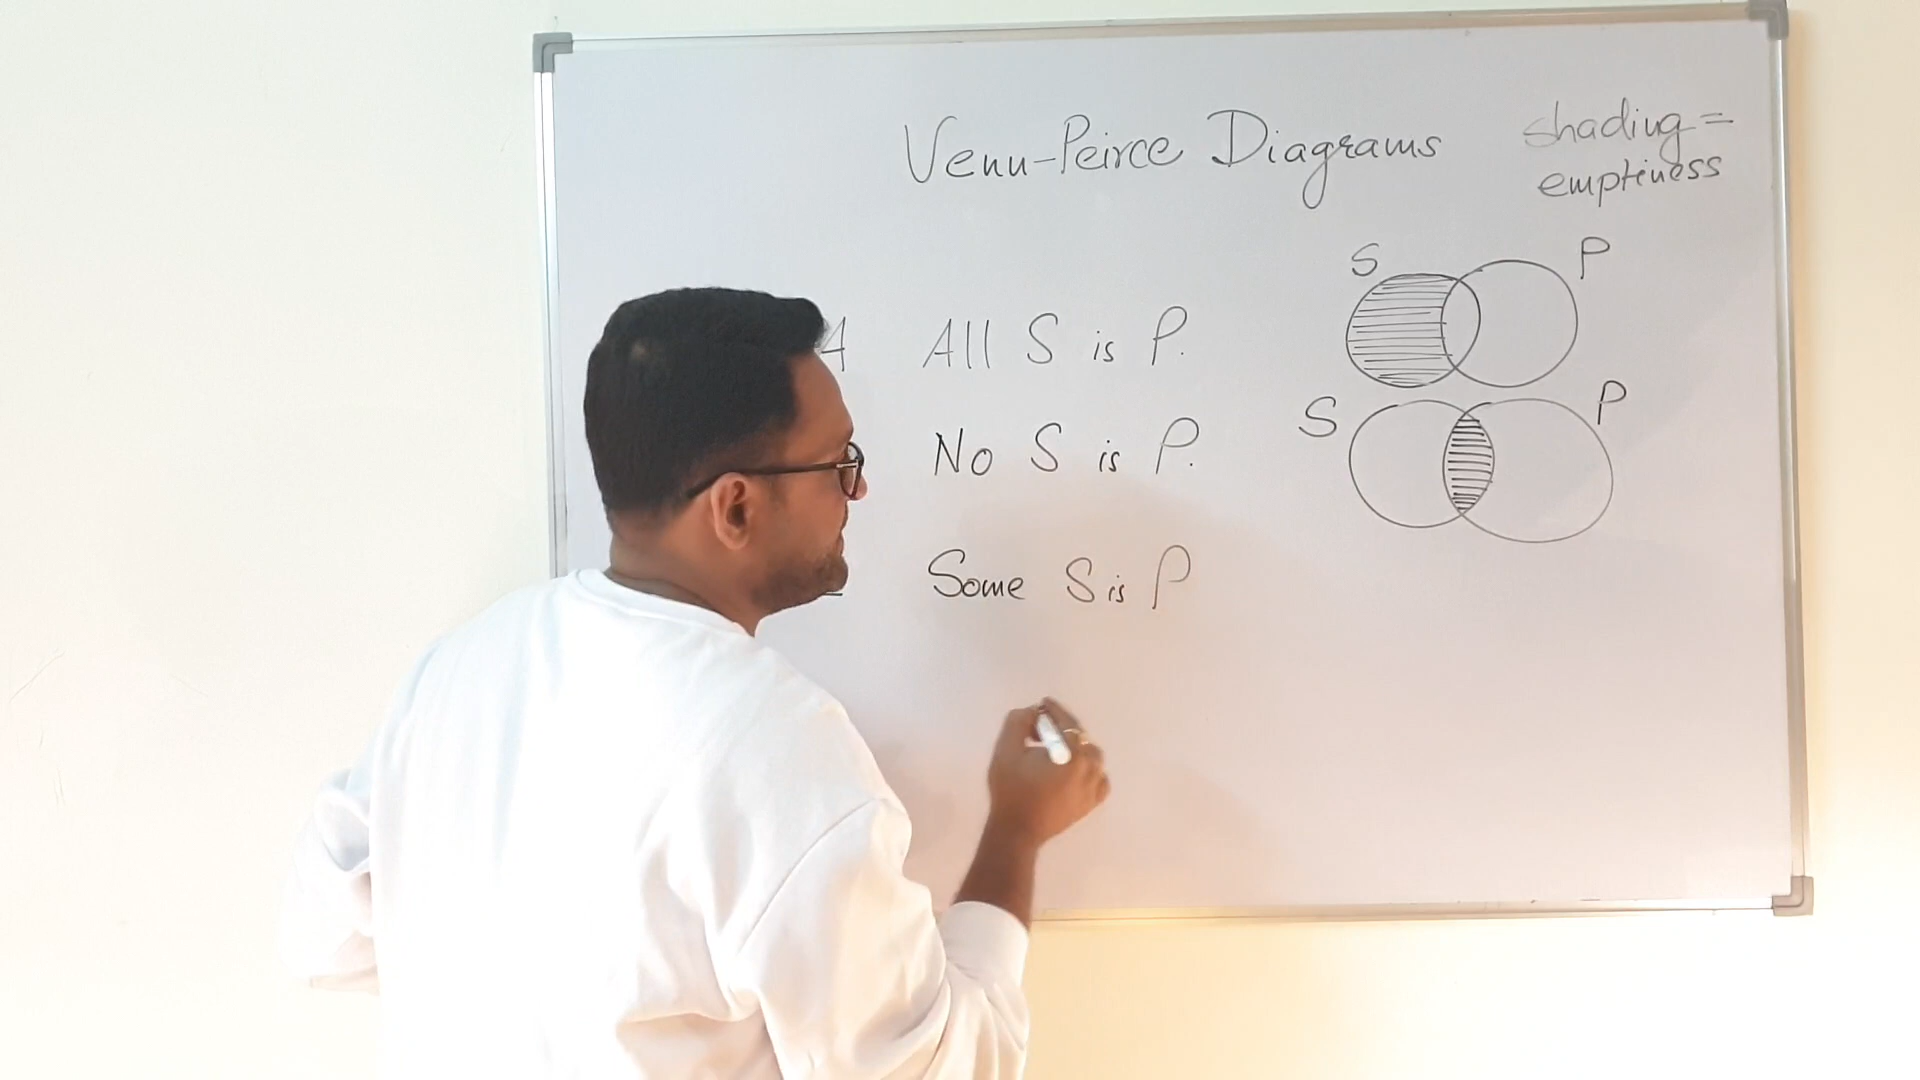 Venn-Peirce Diagrams
shading =
emptiness
A All S is P.
S P
No S is P.
S P
Some S is P